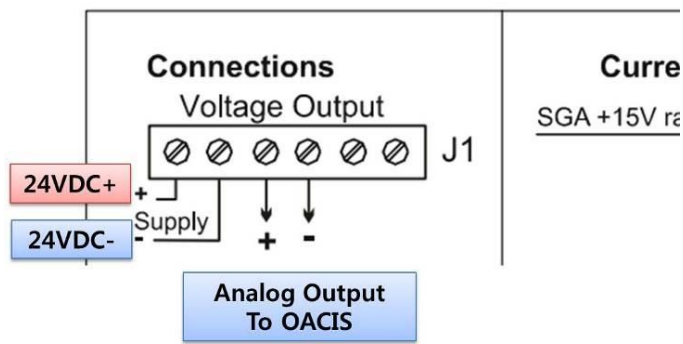 Connections
Curre
Voltage Output
SGA +15V ra
J1
24VDC+
+
Supply
24VDC-
-
+ -
Analog Output
To OACIS